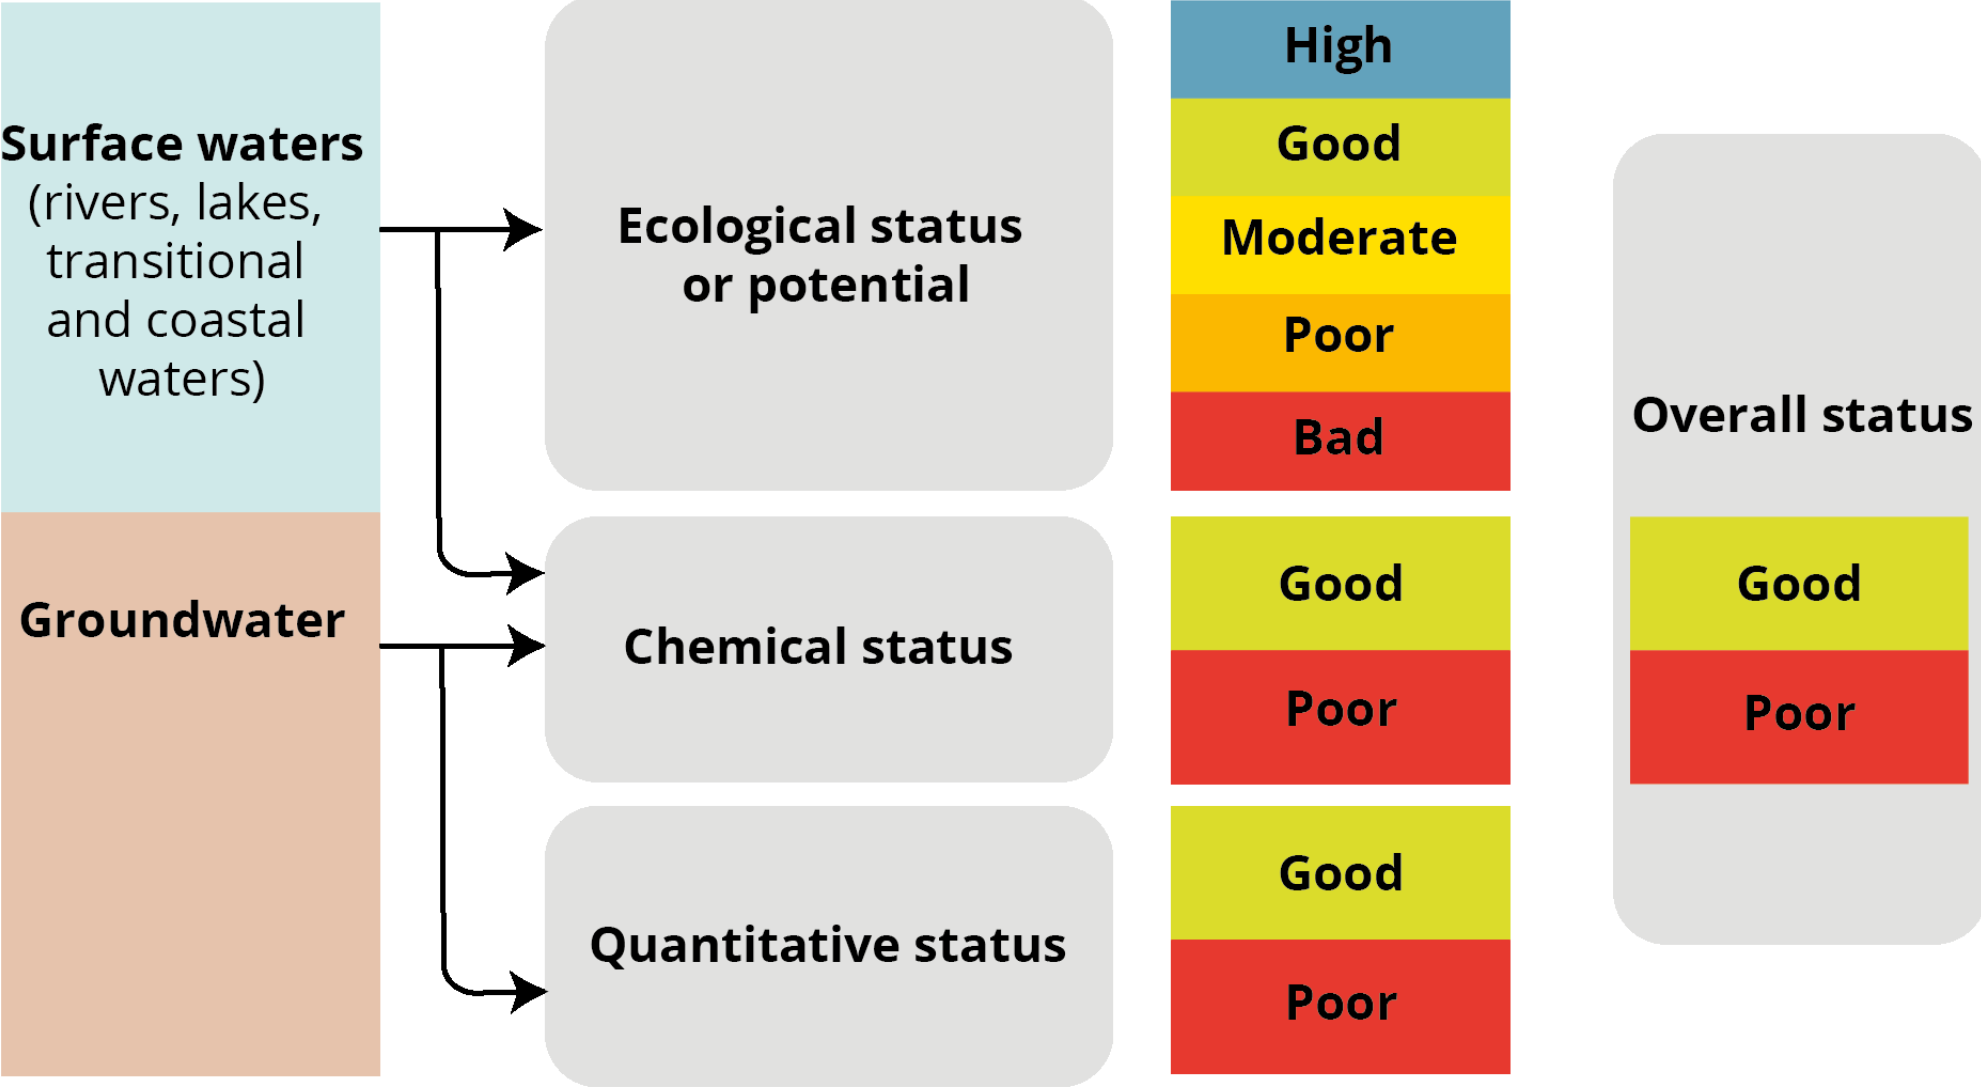 Surface waters
(rivers, lakes,
transitional
and coastal
waters)
Groundwater
Ecological status
or potential
Chemical status
Quantitative status
High
Good
Moderate
Poor
Bad
Good
Poor
Good
Poor
Overall status
Good
Poor